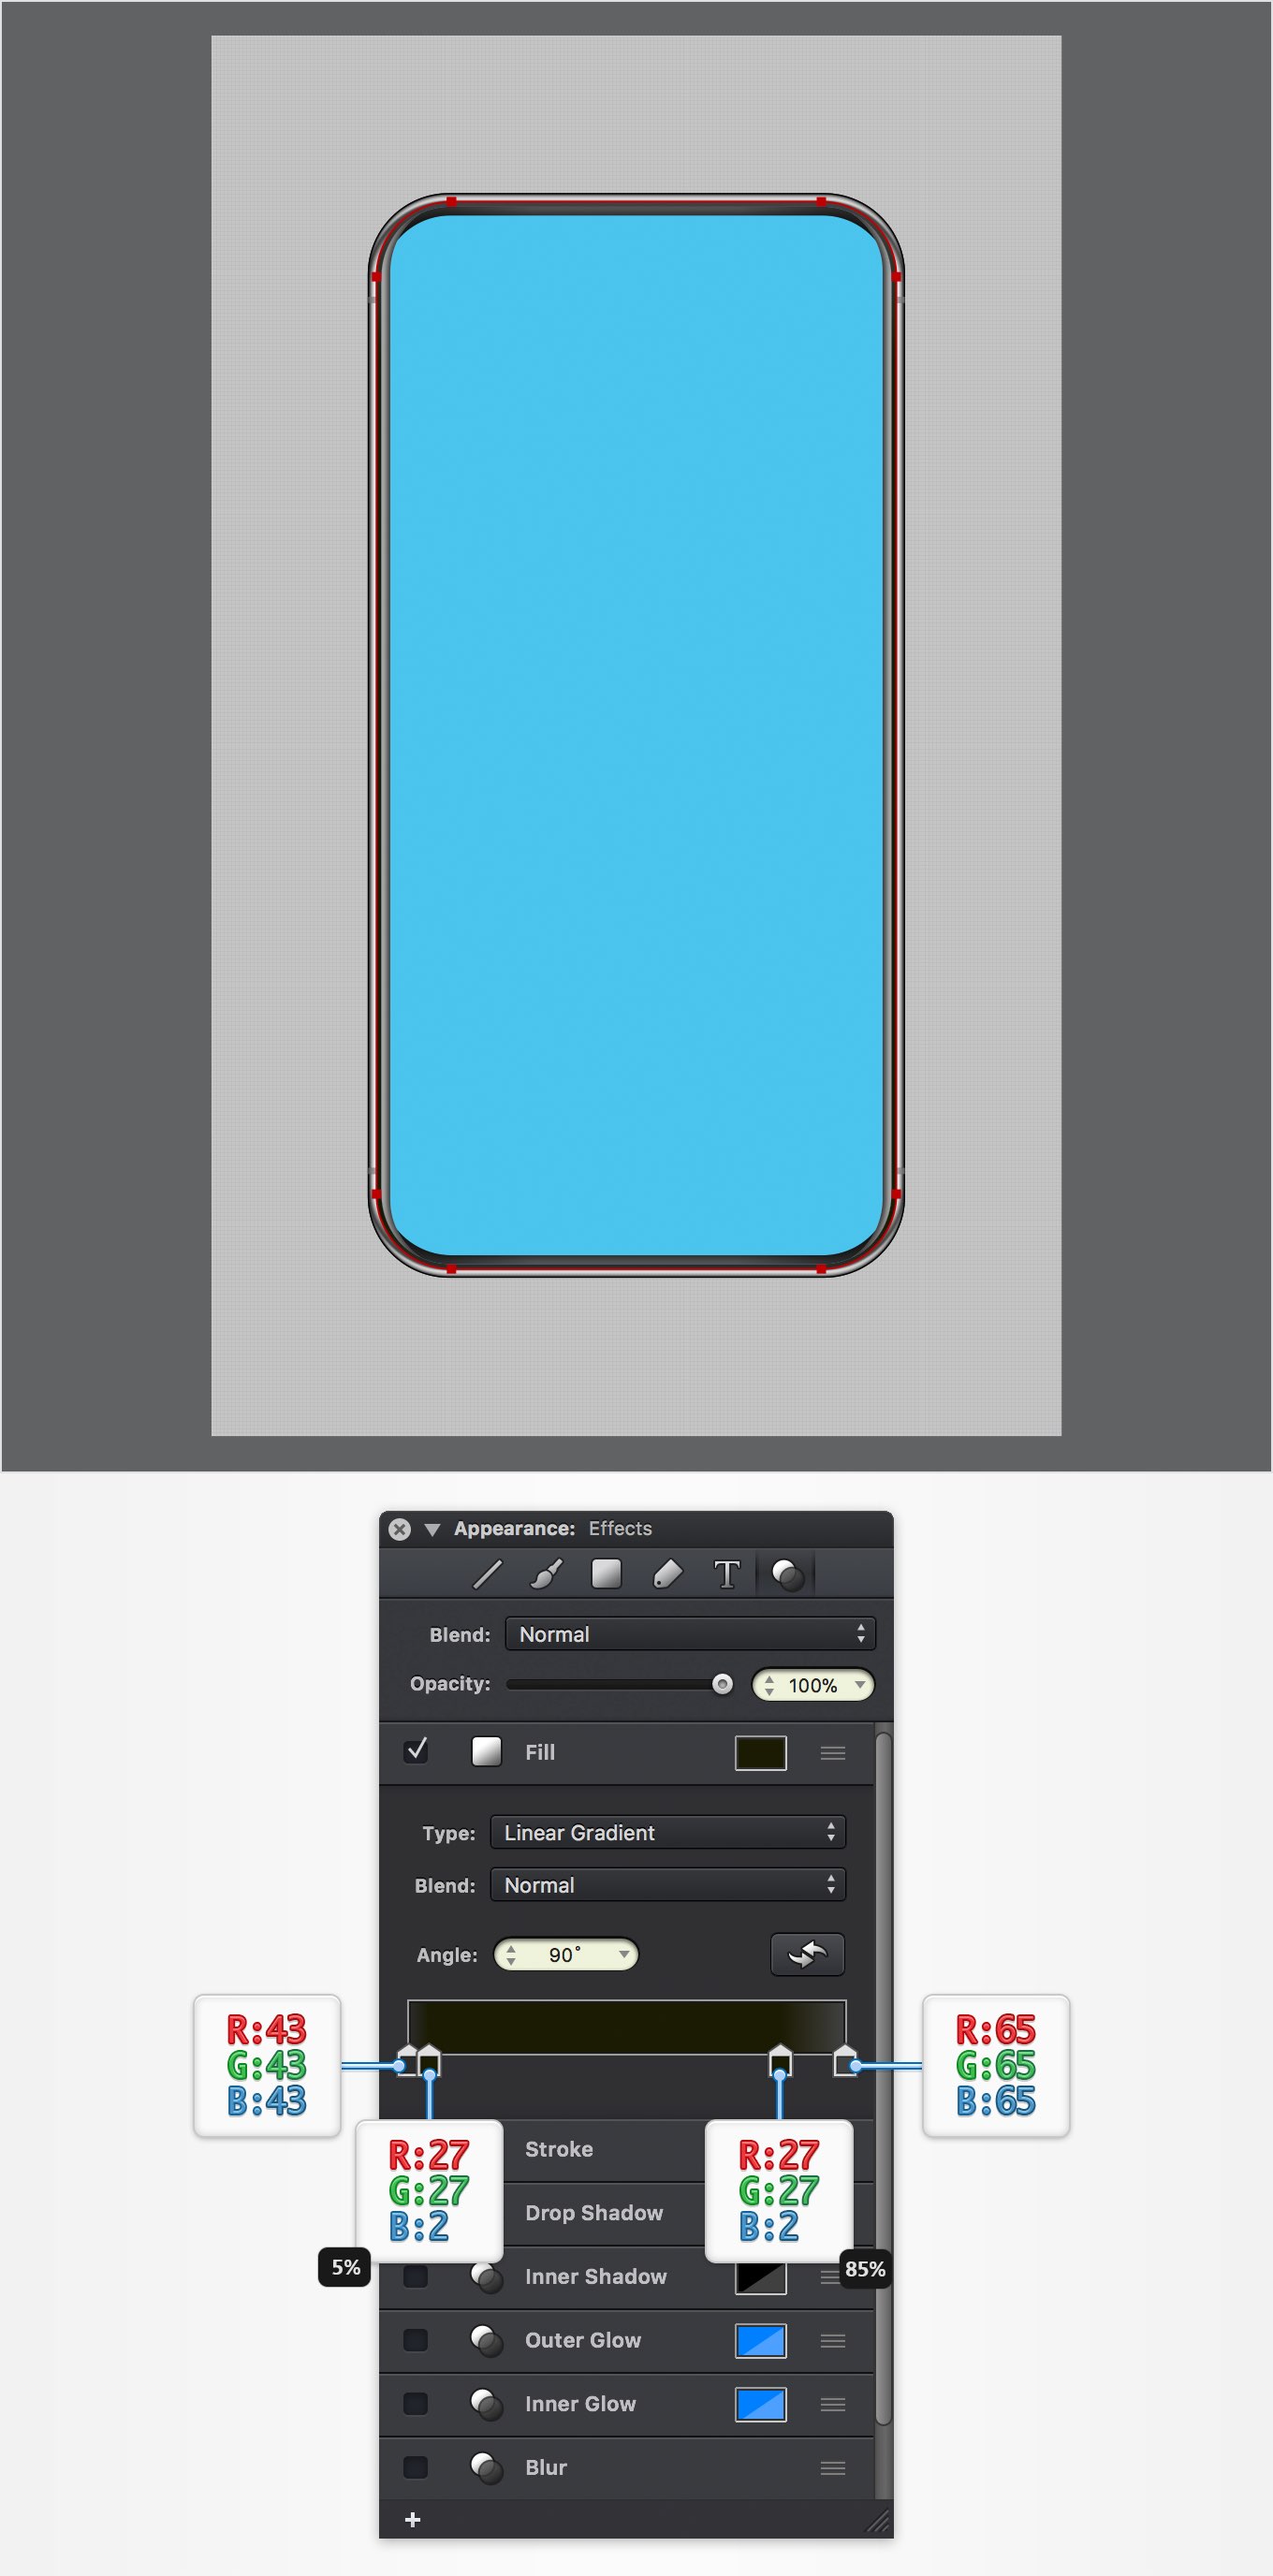 Appearance: Effects
T
Blend: Normal
Opacity: 100%
Fill
Type: Linear Gradient
Blend: Normal
Angle: 90°
R:43
G:43
B:43
R:65
G:65
B:65
R:27
G:27
B:2
5%
R:27
G:27
B:2
85%
Stroke
Drop Shadow
Inner Shadow
Outer Glow
Inner Glow
Blur
+